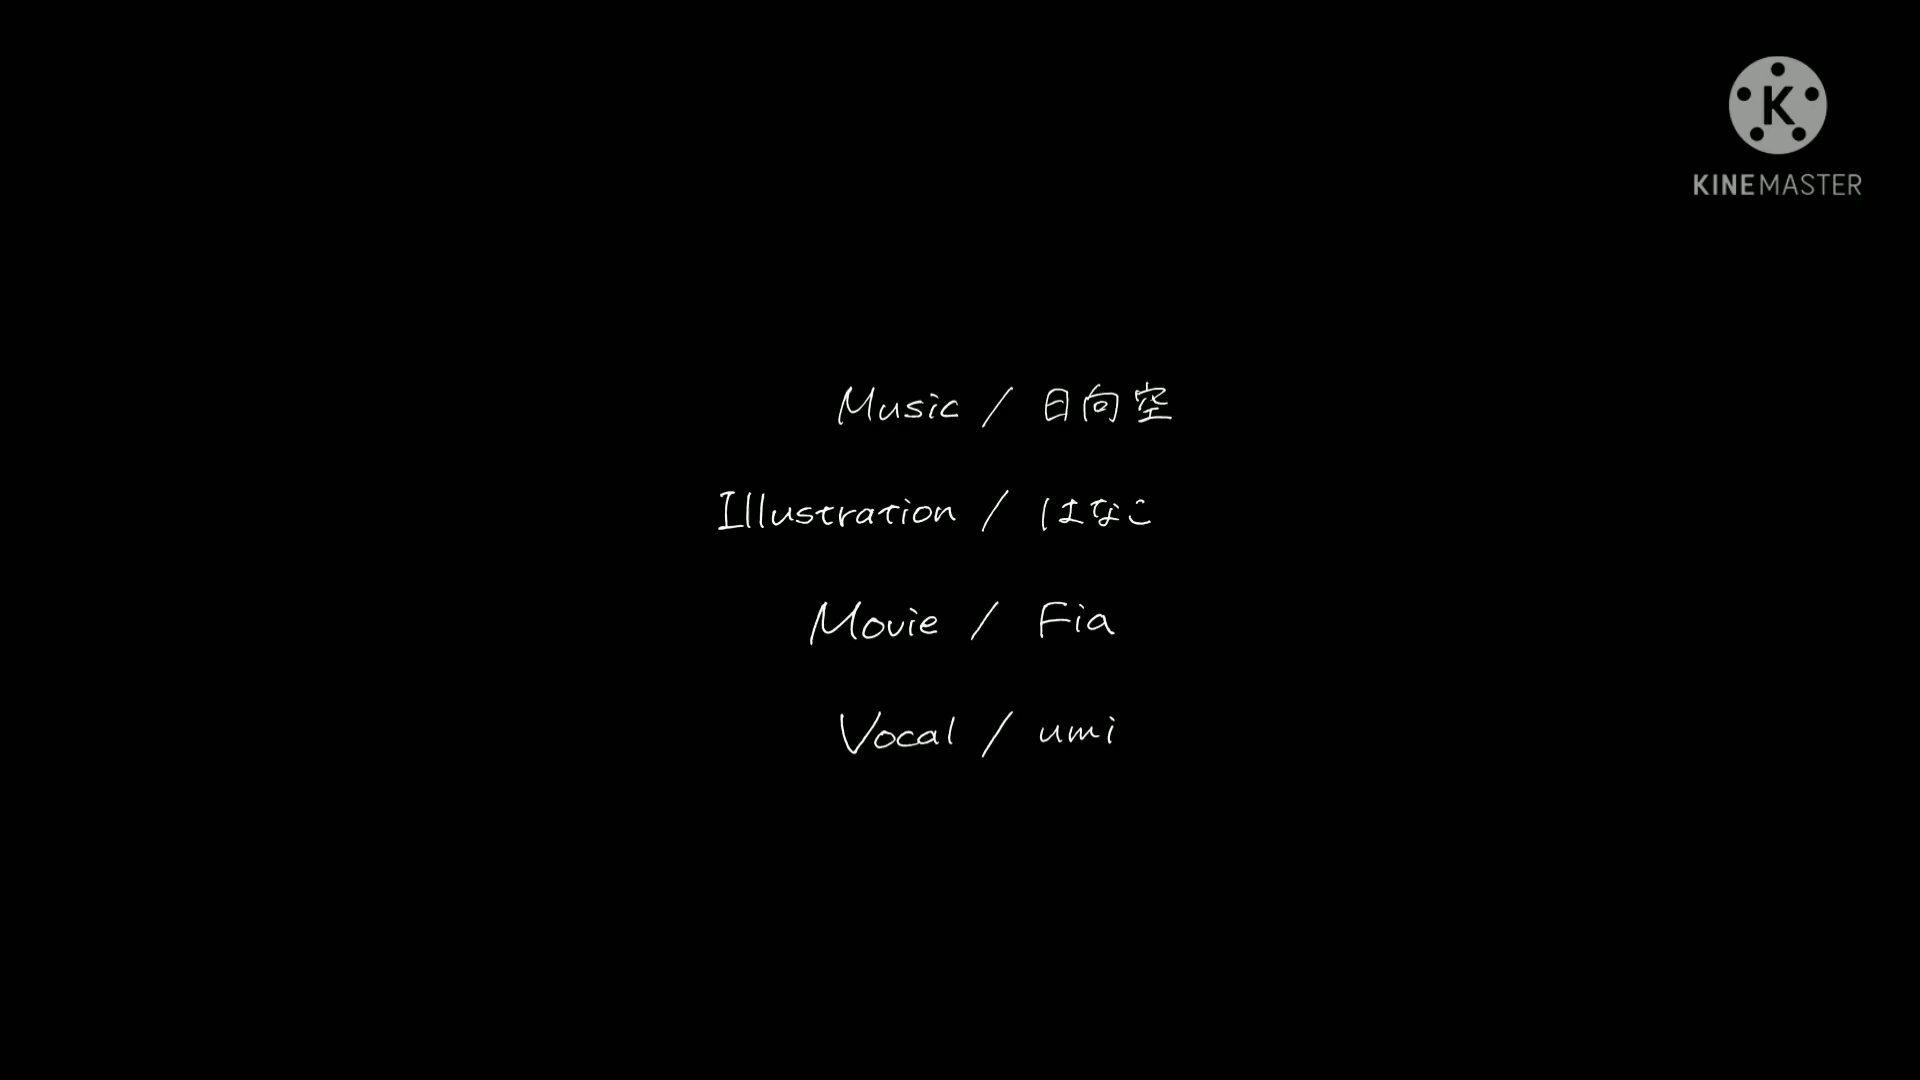 K
KINEMASTER
Music / 日向空
Illustration / はなこ
Movie / Fia
Vocal / umi